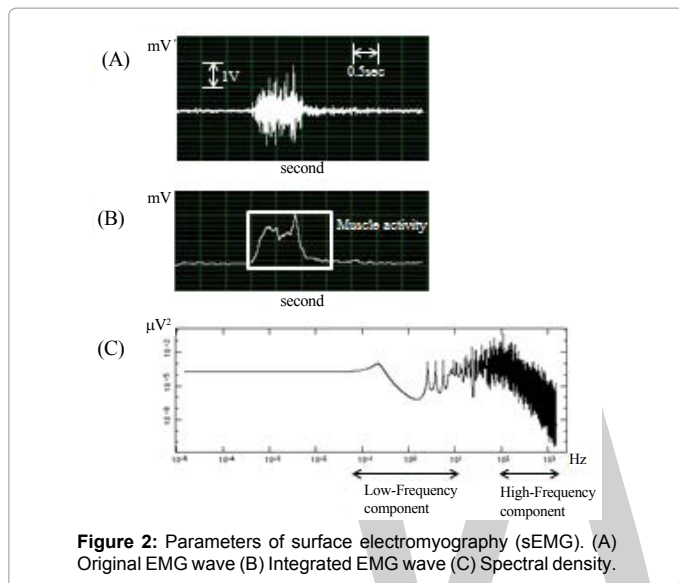 (A)
mV
1V
0.5sec
second
(B)
mV
Muscle activity
second
(C)
μV²
Hz
Low-Frequency component
High-Frequency component
Figure 2: Parameters of surface electromyography (sEMG). (A)
Original EMG wave (B) Integrated EMG wave (C) Spectral density.